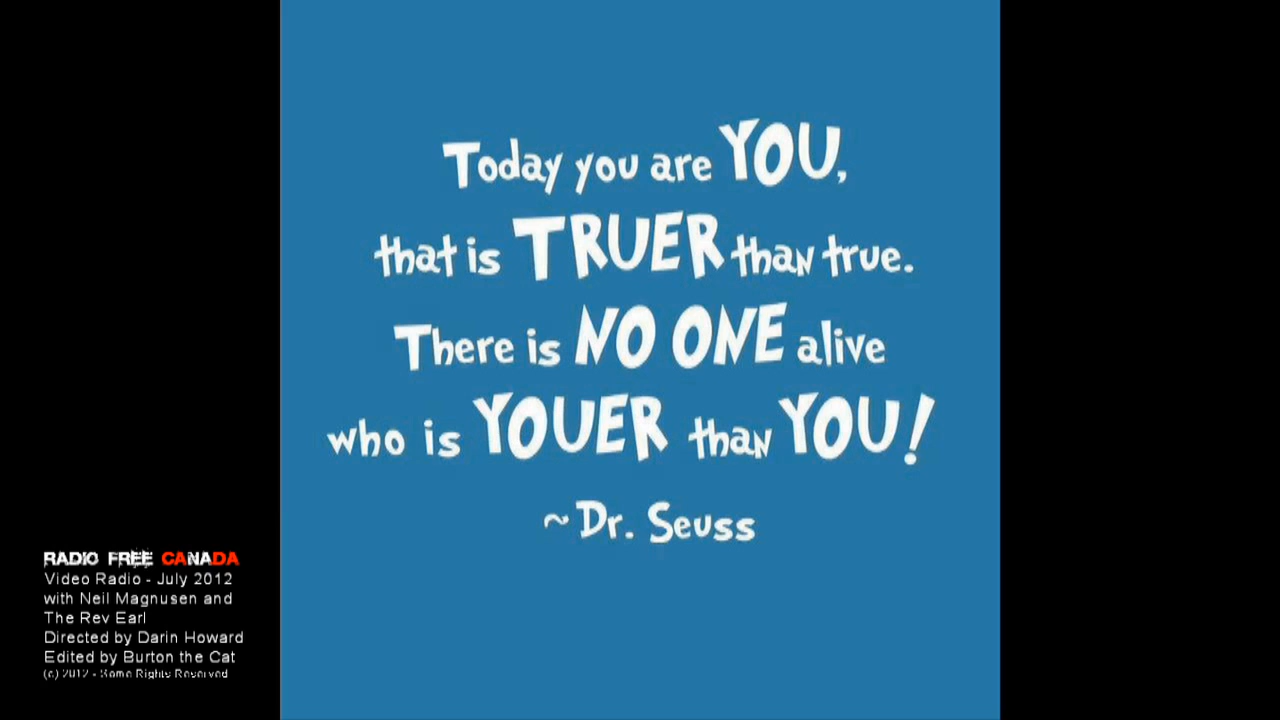 Today you are YOU,
that is TRUER than true.
There is NO ONE alive
who is YOUER than YOU!
~Dr. Seuss
RADIO FREE CANADA
Video Radio - July 2012
with Neil Magnusen and
The Rev Earl
Directed by Darin Howard
Edited by Burton the Cat
(c) 2012 - Some Rights Reserved